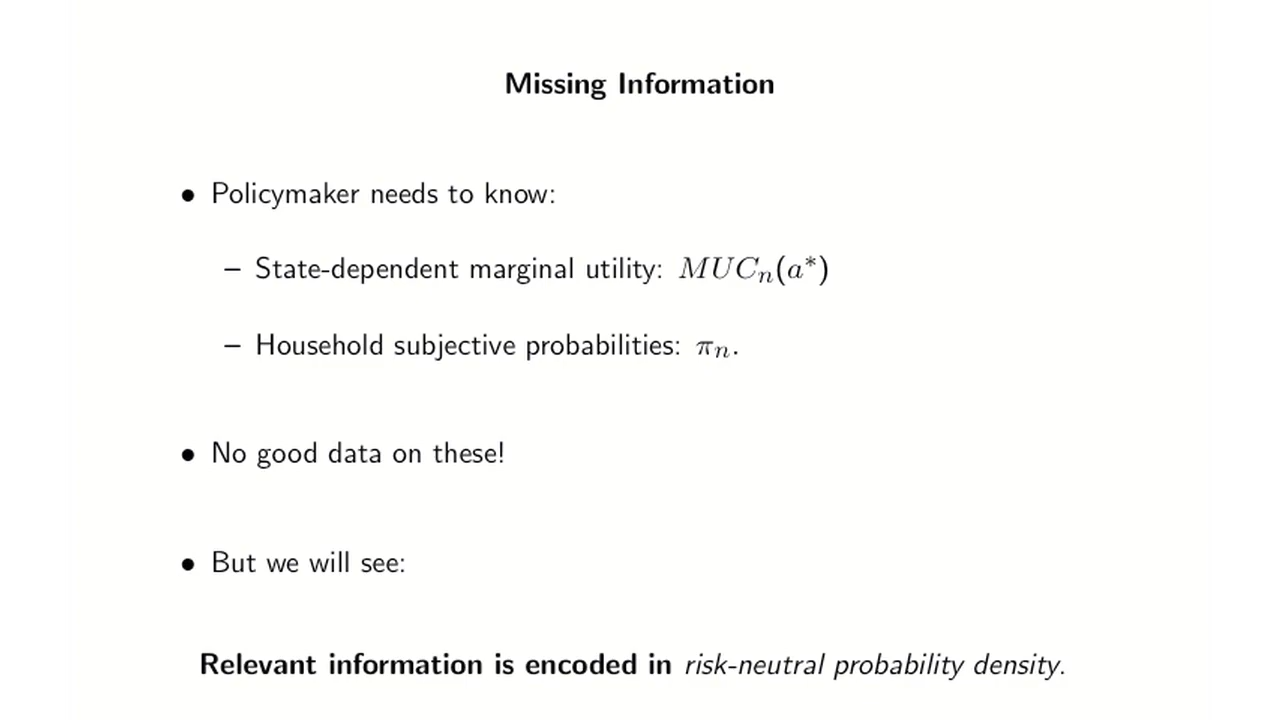 Missing Information
• Policymaker needs to know:
– State-dependent marginal utility: $MUC_n(a^*)$
– Household subjective probabilities: $\pi_n$.
• No good data on these!
• But we will see:
Relevant information is encoded in risk-neutral probability density.